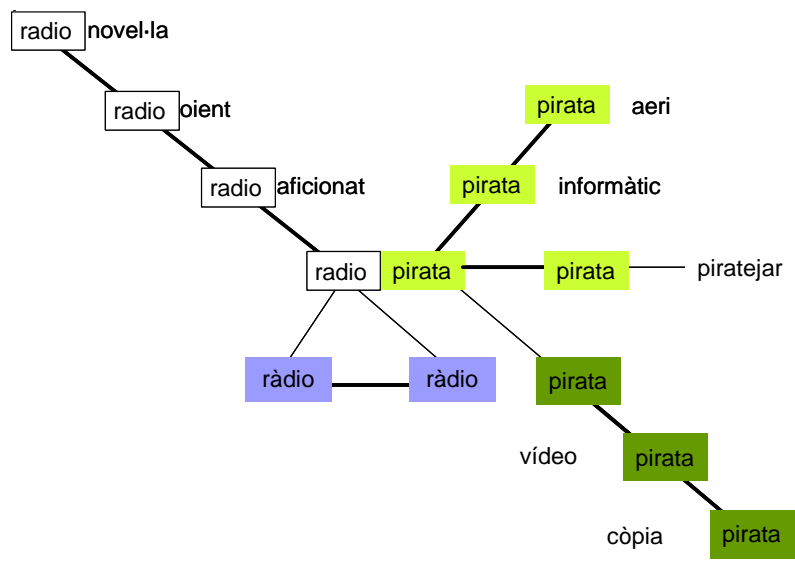 radio novel·la
radio oient
pirata aeri
radio aficionat
pirata informàtic
radio pirata pirata piratejar
ràdio ràdio pirata
vídeo pirata
còpia pirata